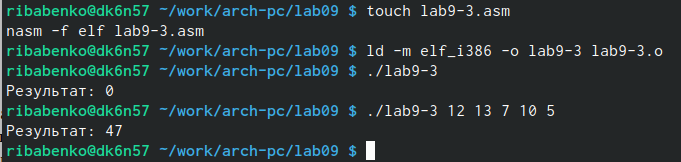 ribabenko@dk6n57 ~/work/arch-pc/lab09 $ touch lab9-3.asm
nasm -f elf lab9-3.asm
ribabenko@dk6n57 ~/work/arch-pc/lab09 $ ld -m elf_i386 -o lab9-3 lab9-3.o
ribabenko@dk6n57 ~/work/arch-pc/lab09 $ ./lab9-3
Результат: 0
ribabenko@dk6n57 ~/work/arch-pc/lab09 $ ./lab9-3 12 13 7 10 5
Результат: 47
ribabenko@dk6n57 ~/work/arch-pc/lab09 $